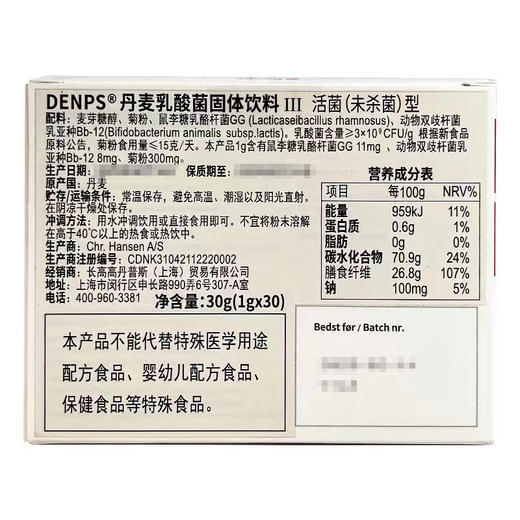 DENPS® 丹麦乳酸菌固体饮料 III 活菌（未杀菌）型
配料：麦芽糖醇、菊粉、鼠李糖乳酪杆菌GG (Lacticaseibacillus rhamnosus)、动物双歧杆菌
乳亚种Bb-12(Bifidobacterium animalis subsp.lactis)。乳酸菌含量≥3×10⁹CFU/g 根据新食品
原料公告，菊粉食用量≤15克/天。本产品1g含有鼠李糖乳酪杆菌GG 11mg 、动物双歧杆菌乳
亚种Bb-12 8mg、菊粉300mg。
生产日期： 保质期至：
原产国：丹麦
贮存/运输条件：常温保存，避免高温、潮湿以及阳光直射。
在阴凉干燥处保存。
冲调方法：用水冲调饮用或直接食用即可。不宜将粉末溶解
在高于40℃以上的热食或热饮中。
生产商：Chr. Hansen A/S
生产商注册编号：CDNK31042112220002
经销商：长高高丹普斯（上海）贸易有限公司
地址：上海市闵行区申长路990弄6号307-A室
电话：400-960-3381
净含量：30g(1gx30)
营养成分表
项目 每100g NRV%
能量 959kJ 11%
蛋白质 0.6g 1%
脂肪 0g 0%
碳水化合物 70.9g 24%
膳食纤维 26.8g 107%
钠 100mg 5%
本产品不能代替特殊医学用途
配方食品、婴幼儿配方食品、
保健食品等特殊食品。
Bedst før / Batch nr.